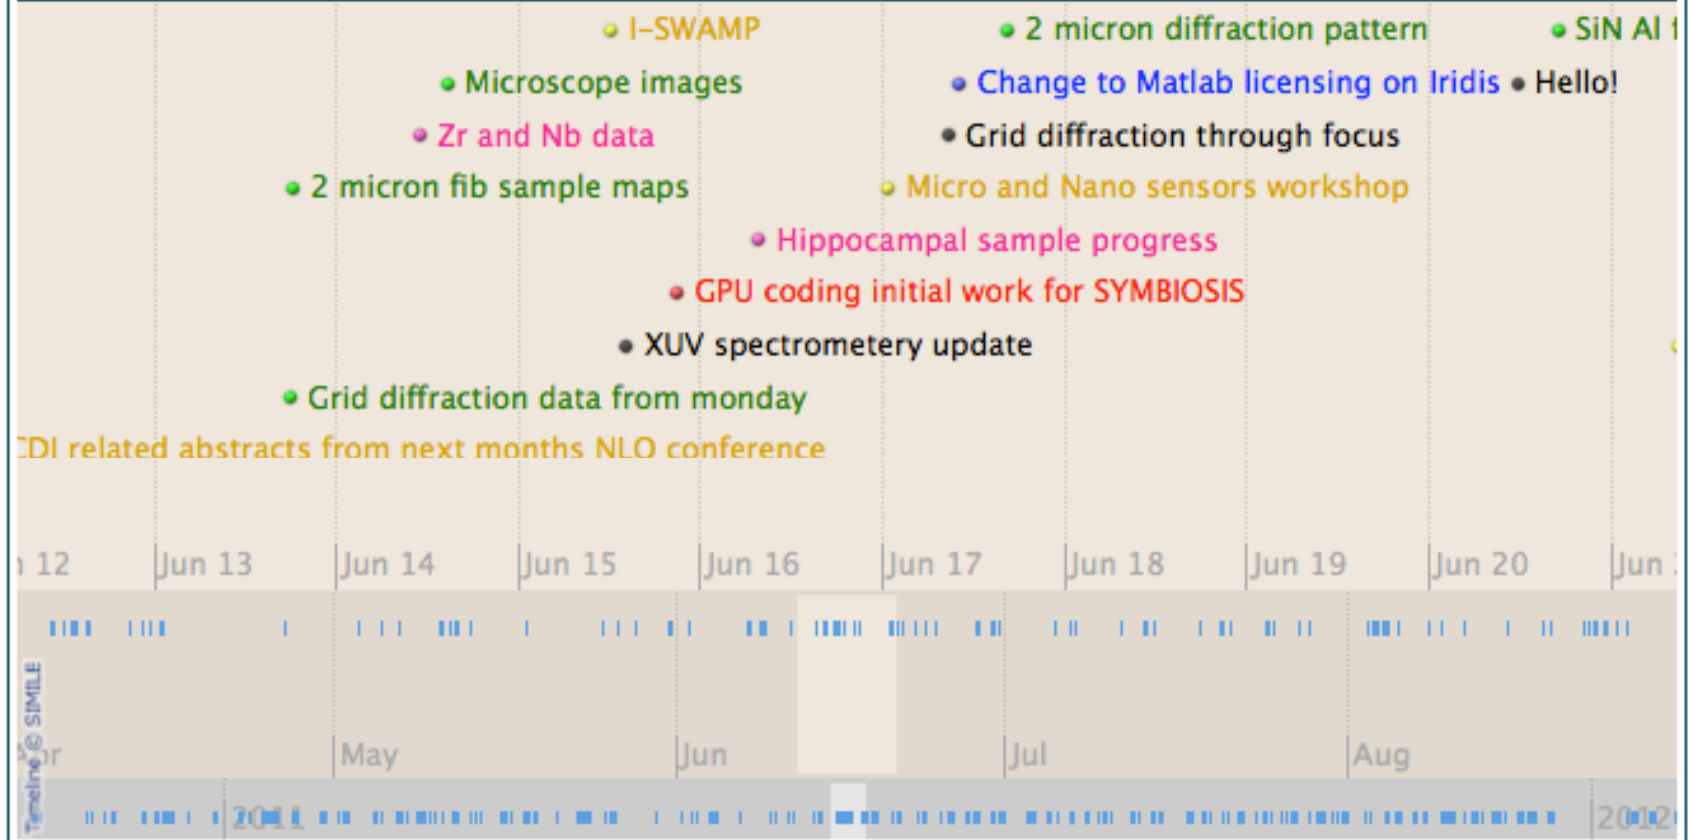 I-SWAMP
2 micron diffraction pattern
SiN Al
Microscope images
Change to Matlab licensing on Iridis
Hello!
Zr and Nb data
Grid diffraction through focus
2 micron fib sample maps
Micro and Nano sensors workshop
Hippocampal sample progress
GPU coding initial work for SYMBIOSIS
XUV spectrometery update
Grid diffraction data from monday
CDI related abstracts from next months NLO conference
12
Jun 13
Jun 14
Jun 15
Jun 16
Jun 17
Jun 18
Jun 19
Jun 20
Jun
Apr
May
Jun
Jul
Aug
Timeline © SIMILE
2011
2012